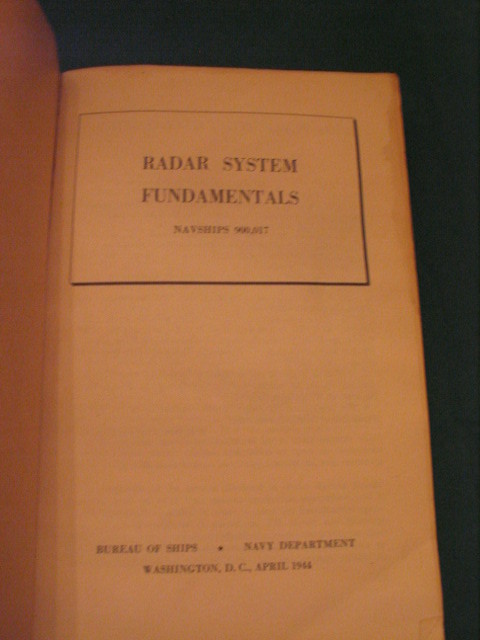 RADAR SYSTEM
FUNDAMENTALS
NAVSHIPS 900,017
BUREAU OF SHIPS • NAVY DEPARTMENT
WASHINGTON, D. C., APRIL 1944